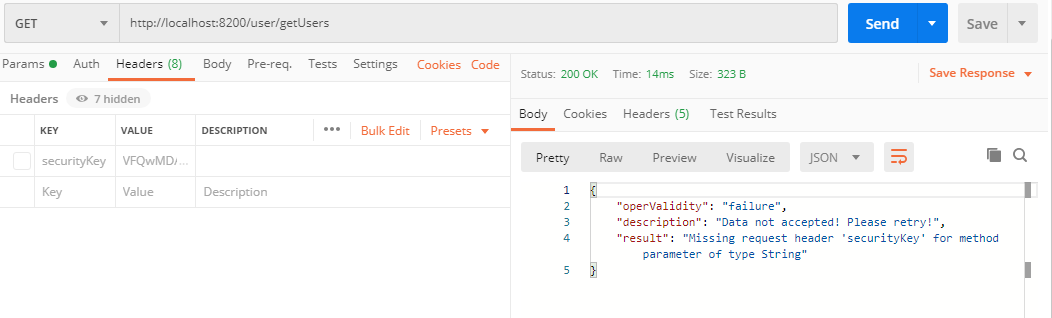 GET http://localhost:8200/user/getUsers Send Save
Params Auth Headers (8) Body Pre-req. Tests Settings Cookies Code
Status: 200 OK Time: 14ms Size: 323 B Save Response
Headers 7 hidden
Body Cookies Headers (5) Test Results
KEY VALUE DESCRIPTION ••• Bulk Edit Presets
securityKey VFQwMD...
Key Value Description
Pretty Raw Preview Visualize JSON
1 {
2 "operValidity": "failure",
3 "description": "Data not accepted! Please retry!",
4 "result": "Missing request header 'securityKey' for method
parameter of type String"
5 }